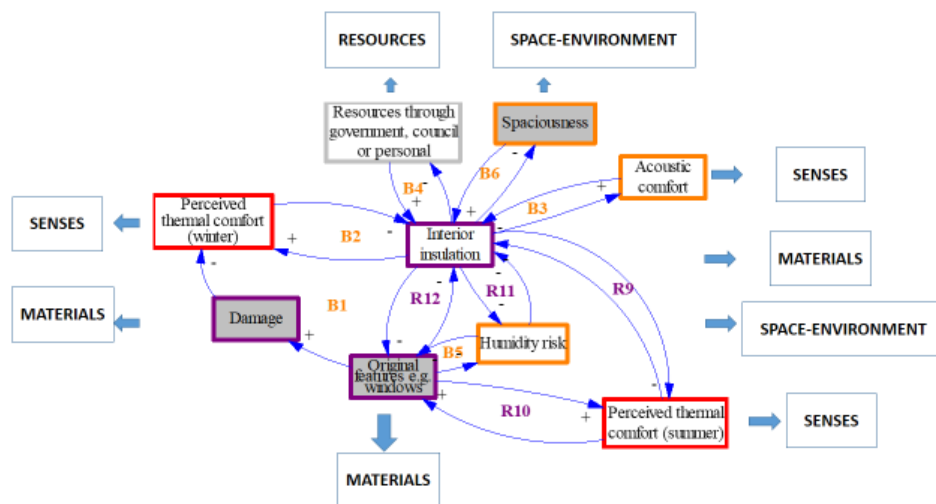 RESOURCES
SPACE-ENVIRONMENT
Resources through
government, council
or personal
Spaciousness
Acoustic
comfort
SENSES
B4
-
-
B6
+
+
+
B3
SENSES
Perceived
thermal comfort
(winter)
-
B2
+
Interior
insulation
-
MATERIALS
-
R12
-
R11
-
R9
-
MATERIALS
Damage
B1
+
SPACE-ENVIRONMENT
-
B5
-
-
Humidity risk
Original
features e.g.
windows
+
R10
+
-
Perceived thermal
comfort (summer)
SENSES
MATERIALS